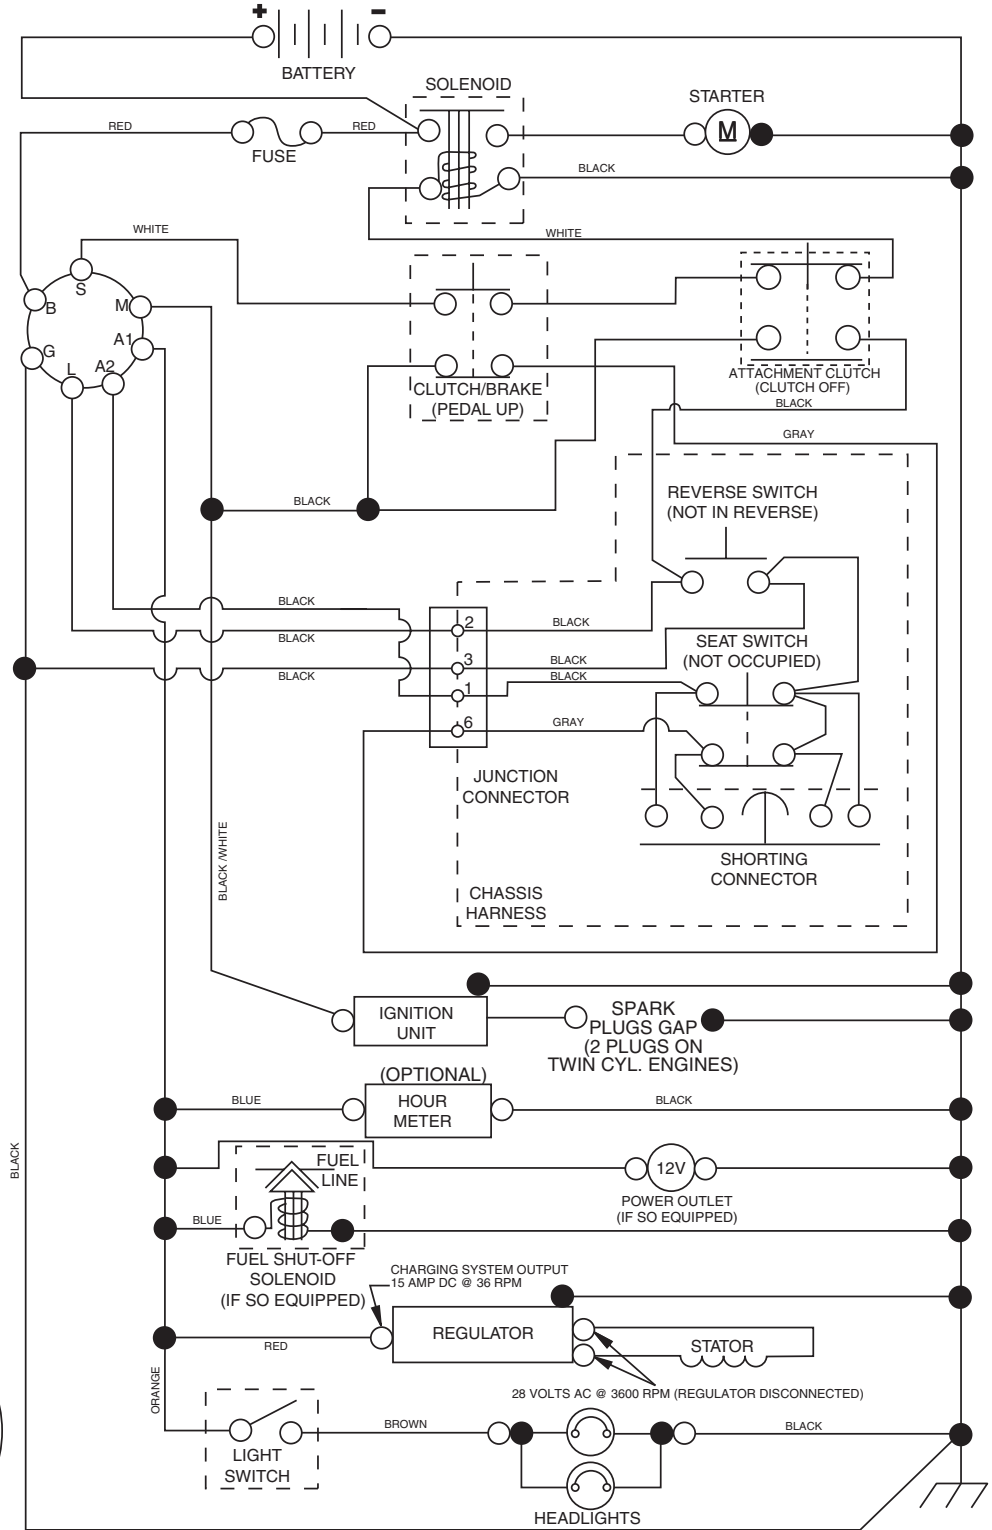 + −
BATTERY
SOLENOID
STARTER
RED
FUSE
RED
M
BLACK
WHITE
WHITE
S
B
M
G
A1
L
A2
CLUTCH/BRAKE
(PEDAL UP)
ATTACHMENT CLUTCH
(CLUTCH OFF)
BLACK
GRAY
REVERSE SWITCH
(NOT IN REVERSE)
BLACK
BLACK
BLACK
BLACK
2
3
1
6
BLACK
BLACK
BLACK
GRAY
SEAT SWITCH
(NOT OCCUPIED)
JUNCTION
CONNECTOR
SHORTING
CONNECTOR
CHASSIS
HARNESS
BLACK /WHITE
IGNITION
UNIT
SPARK
PLUGS GAP
(2 PLUGS ON
TWIN CYL. ENGINES)
(OPTIONAL)
HOUR
METER
BLUE
BLACK
BLACK
FUEL
LINE
12V
POWER OUTLET
(IF SO EQUIPPED)
BLUE
FUEL SHUT-OFF
SOLENOID
(IF SO EQUIPPED)
CHARGING SYSTEM OUTPUT
15 AMP DC @ 36 RPM
REGULATOR
STATOR
RED
28 VOLTS AC @ 3600 RPM (REGULATOR DISCONNECTED)
ORANGE
LIGHT
SWITCH
BROWN
BLACK
HEADLIGHTS